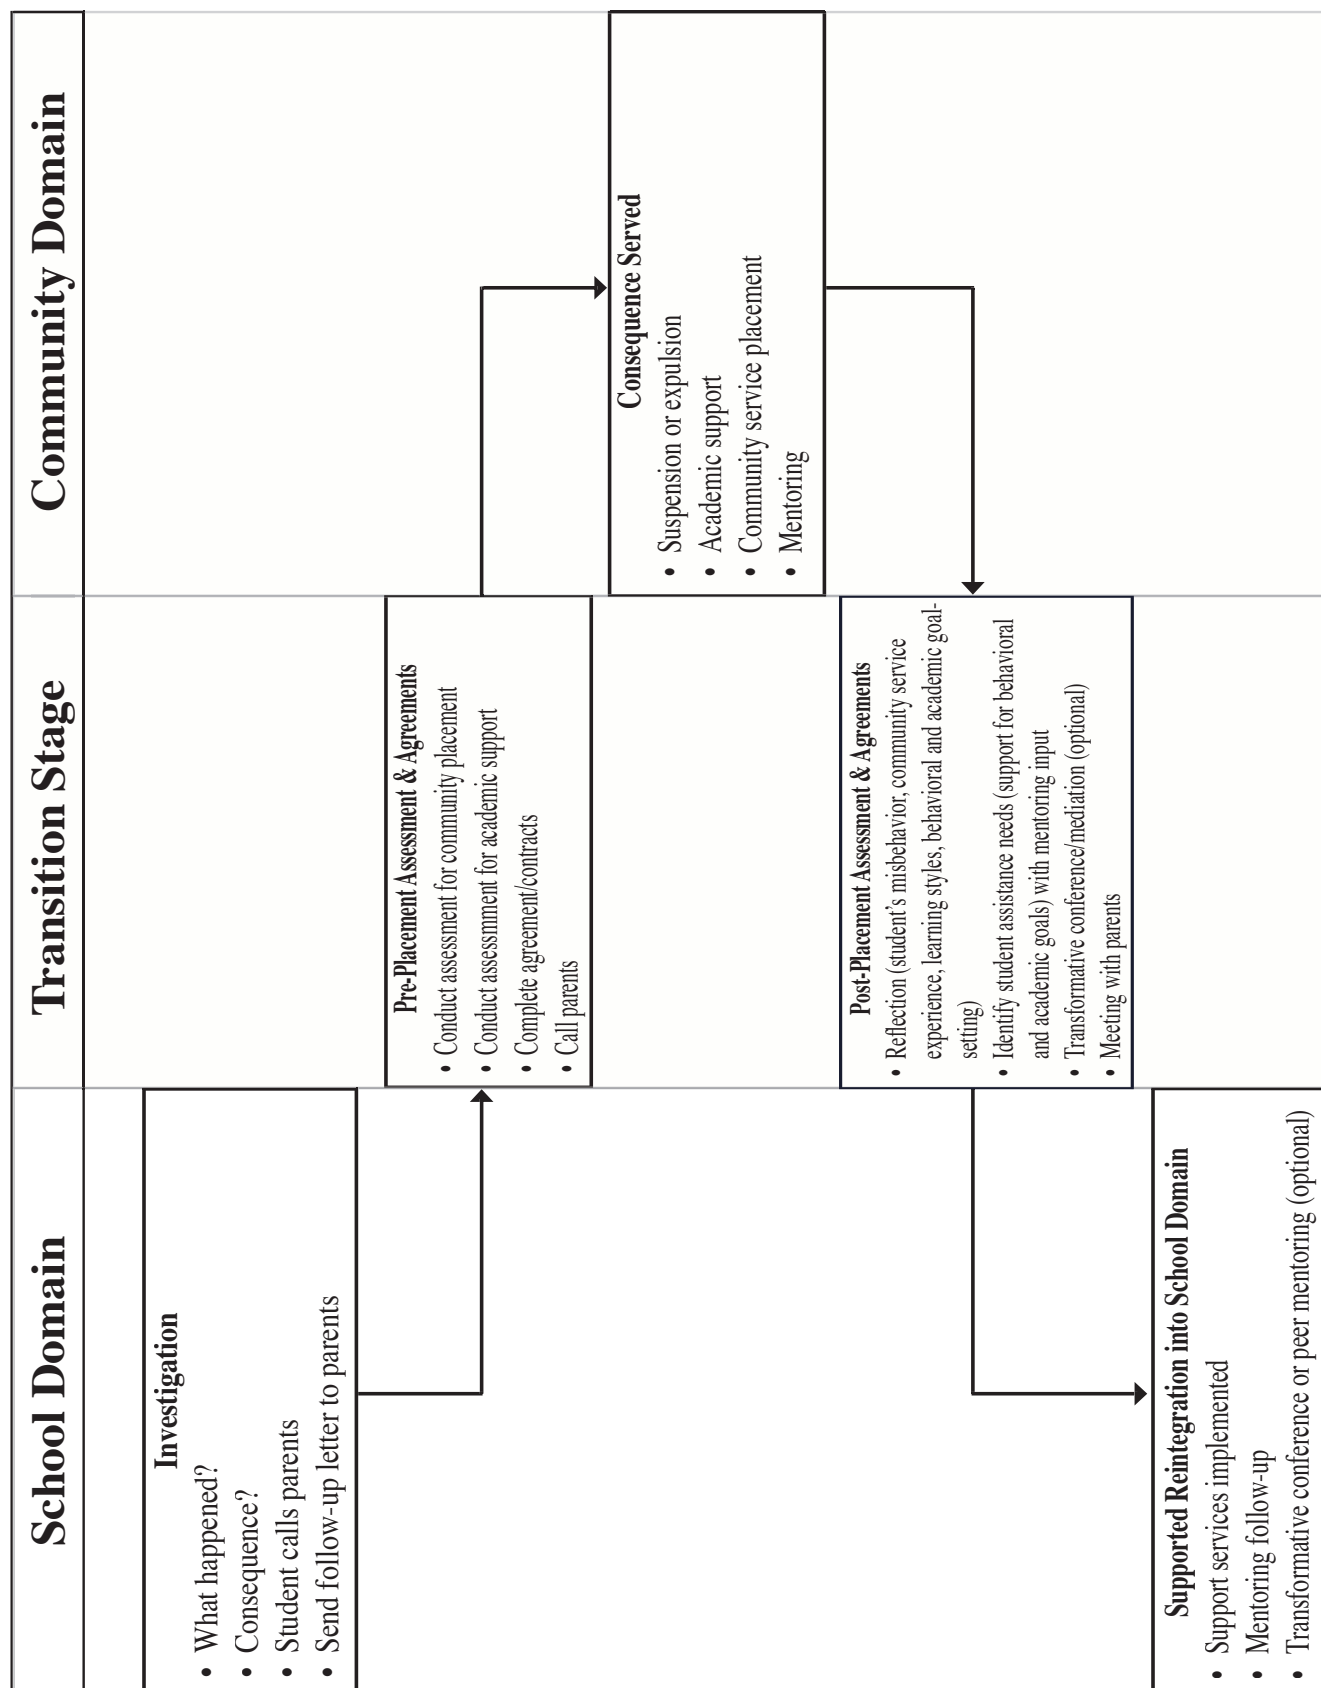 School Domain
Transition Stage
Community Domain
Investigation
• What happened?
• Consequence?
• Student calls parents
• Send follow-up letter to parents
Pre-Placement Assessment & Agreements
• Conduct assessment for community placement
• Conduct assessmment for academic support
• Complete agreement/contracts
• Call parents
Consequence Served
• Suspension or expulsion
• Academic support
• Community service placement
• Mentoring
Post-Placement Assessment & Agreements
• Reflection (student’s misbehavior, community service
experience, learning styles, behavioral and academic goal-
setting)
• Identify student assistance needs (support for behavioral
and academic goals) with mentoring input
• Transformative conference/mediation (optional)
• Meeting with parents
Supported Reintegration into School Domain
• Support services implemented
• Mentoring follow-up
• Transformative conference or peer mentoring (optional)